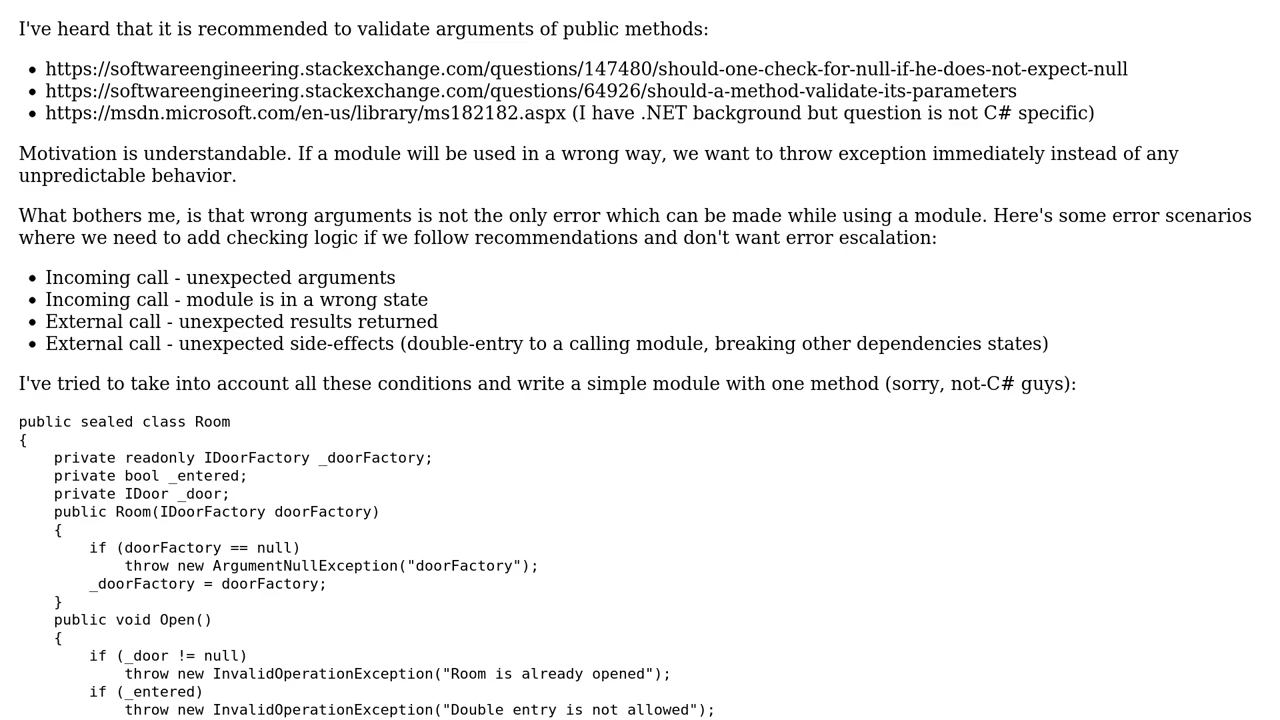 I've heard that it is recommended to validate arguments of public methods:
• https://softwareengineering.stackexchange.com/questions/147480/should-one-check-for-null-if-he-does-not-expect-null
• https://softwareengineering.stackexchange.com/questions/64926/should-a-method-validate-its-parameters
• https://msdn.microsoft.com/en-us/library/ms182182.aspx (I have .NET background but question is not C# specific)
Motivation is understandable. If a module will be used in a wrong way, we want to throw exception immediately instead of any
unpredictable behavior.
What bothers me, is that wrong arguments is not the only error which can be made while using a module. Here's some error scenarios
where we need to add checking logic if we follow recommendations and don't want error escalation:
• Incoming call - unexpected arguments
• Incoming call - module is in a wrong state
• External call - unexpected results returned
• External call - unexpected side-effects (double-entry to a calling module, breaking other dependencies states)
I've tried to take into account all these conditions and write a simple module with one method (sorry, not-C# guys):
public sealed class Room
{
    private readonly IDoorFactory _doorFactory;
    private bool _entered;
    private IDoor _door;
    public Room(IDoorFactory doorFactory)
    {
        if (doorFactory == null)
            throw new ArgumentNullException("doorFactory");
        _doorFactory = doorFactory;
    }
    public void Open()
    {
        if (_door != null)
            throw new InvalidOperationException("Room is already opened");
        if (_entered)
            throw new InvalidOperationException("Double entry is not allowed");